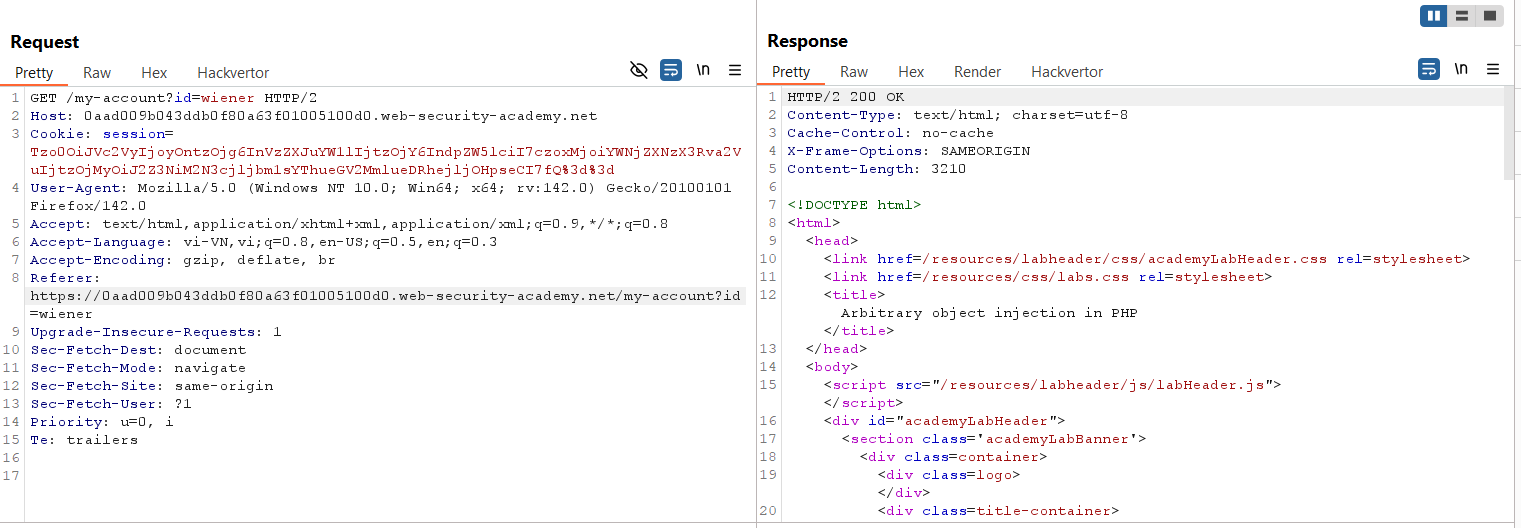 Request
Pretty Raw Hex Hackvertor \n
1 GET /my-account?id=wiener HTTP/2
2 Host: 0aad009b043ddb0f80a63f01005100d0.web-security-academy.net
3 Cookie: session=
Tzo0OiJVc2VyIjoyOntzOjg6InVzZXJuYW1lIjtzOjY6IndpZW5lciI7czoxMjoiYWNjZXNzX3Rva2V
uIjtzOjMyOiJ2Z3NiM2N3cjljbm1sYThueGV2MmlueDRhejljOHpseCI7fQ%3d%3d
4 User-Agent: Mozilla/5.0 (Windows NT 10.0; Win64; x64; rv:142.0) Gecko/20100101
Firefox/142.0
5 Accept: text/html,application/xhtml+xml,application/xml;q=0.9,*/*;q=0.8
6 Accept-Language: vi-VN,vi;q=0.8,en-US;q=0.5,en;q=0.3
7 Accept-Encoding: gzip, deflate, br
8 Referer:
https://0aad009b043ddb0f80a63f01005100d0.web-security-academy.net/my-account?id
=wiener
9 Upgrade-Insecure-Requests: 1
10 Sec-Fetch-Dest: document
11 Sec-Fetch-Mode: navigate
12 Sec-Fetch-Site: same-origin
13 Sec-Fetch-User: ?1
14 Priority: u=0, i
15 Te: trailers
16
17
Response
Pretty Raw Hex Render Hackvertor \n
1 HTTP/2 200 OK
2 Content-Type: text/html; charset=utf-8
3 Cache-Control: no-cache
4 X-Frame-Options: SAMEORIGIN
5 Content-Length: 3210
6
7 <!DOCTYPE html>
8 <html>
9 <head>
10 <link href=/resources/labheader/css/academyLabHeader.css rel=stylesheet>
11 <link href=/resources/css/labs.css rel=stylesheet>
12 <title>
Arbitrary object injection in PHP
</title>
13 </head>
14 <body>
15 <script src="/resources/labheader/js/labHeader.js">
</script>
16 <div id="academyLabHeader">
17 <section class='academyLabBanner'>
18 <div class=container>
19 <div class=logo>
</div>
20 <div class=title-container>